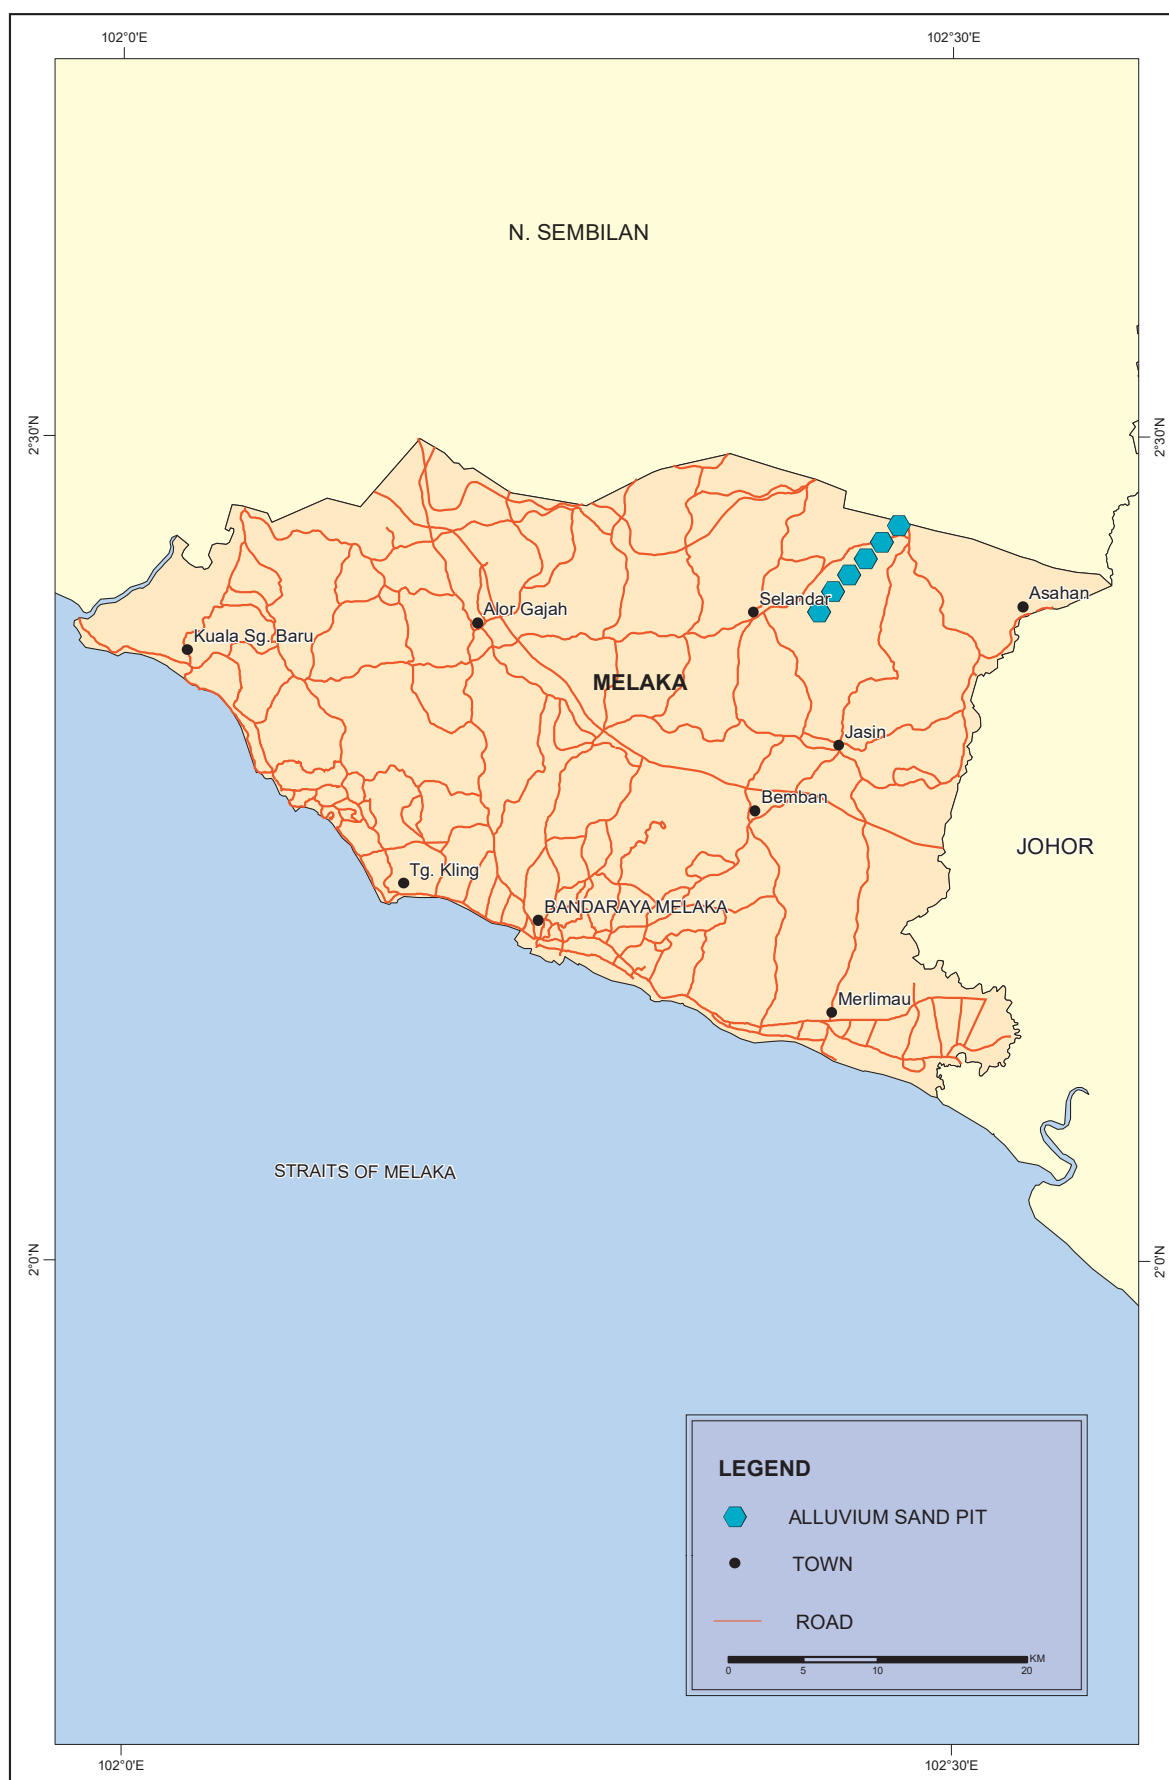 102°0'E
102°30'E
N. SEMBILAN
2°30'N
2°30'N
Asahan
Selandar
Alor Gajah
Kuala Sg. Baru
MELAKA
Jasin
Bemban
JOHOR
Tg. Kling
BANDARAYA MELAKA
Merlimau
STRAITS OF MELAKA
2°0'N
2°0'N
LEGEND
ALLUVIUM SAND PIT
TOWN
ROAD
KM
0 5 10 20
102°0'E
102°30'E